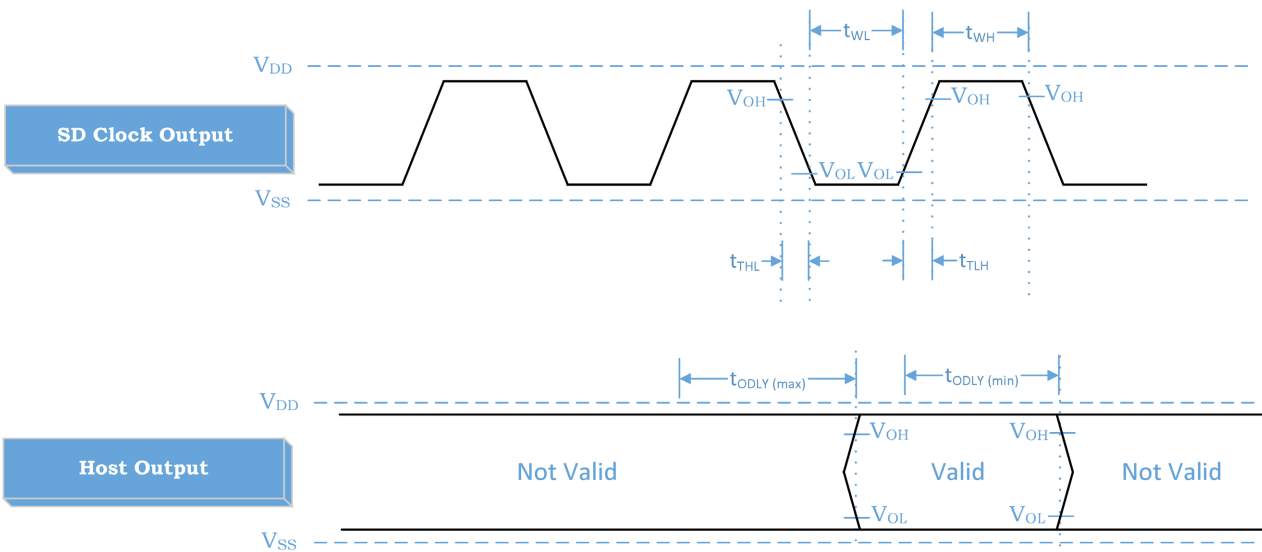 tWL
tWH
VDD
VOH
VOH
VOH
SD Clock Output
VOL
VOL
VSS
tTHL
tTLH
tODLY (max)
tODLY (min)
VDD
VOH
VOH
Host Output
Not Valid
Valid
Not Valid
VOL
VOL
VSS